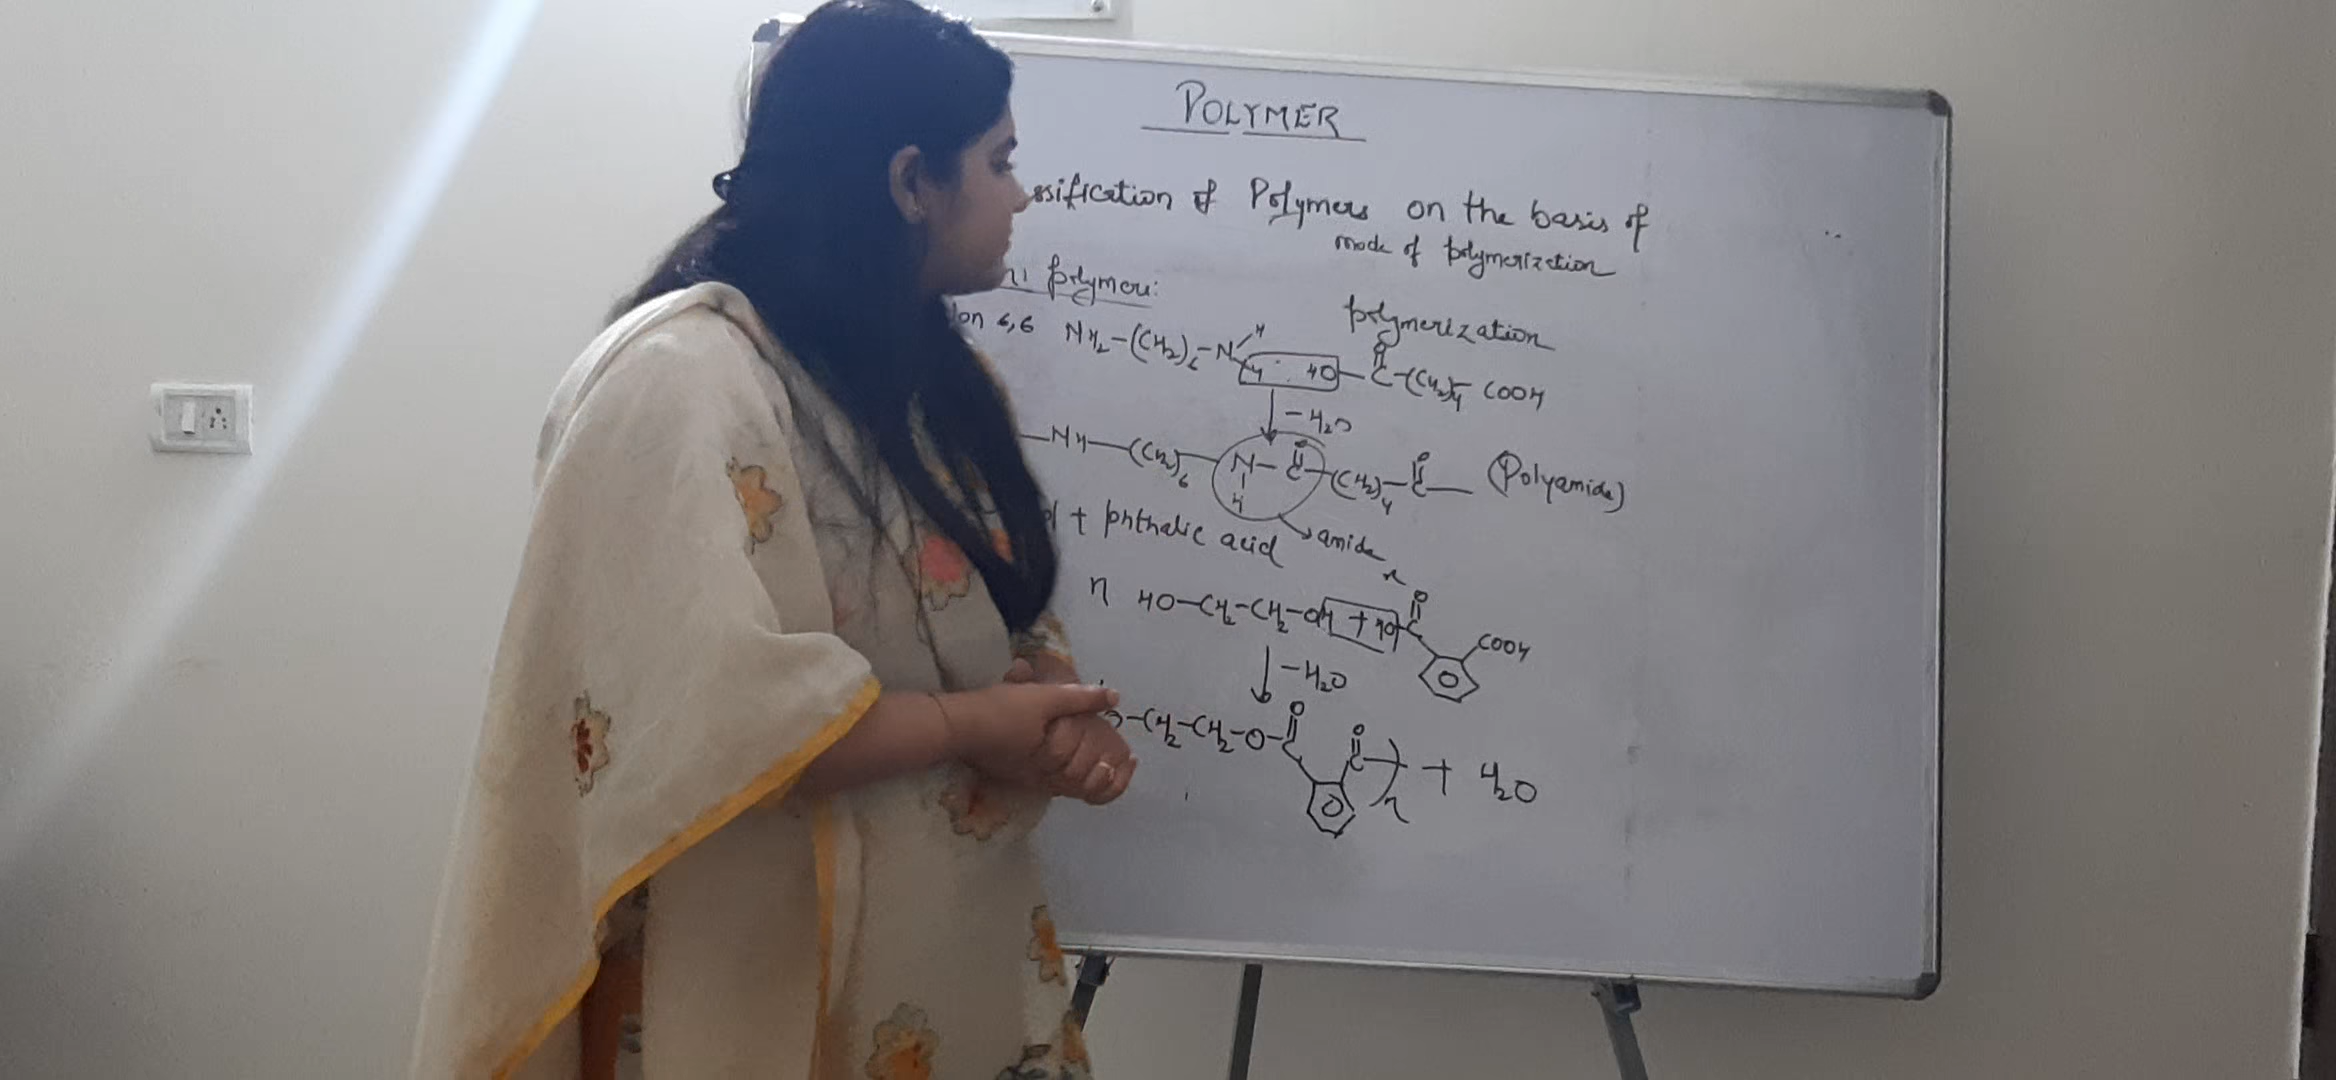 POLYMER
ssification of Polymers on the basis of
mode of polymerization
polymers:
polymerization
lon 6,6 NH2-(CH2)6-N H H HO-C O-(CH2)4-COOH
-H2O
-NH-(CH2)6-N H-C O-(CH2)4-C O- (Polyamide)
amide
ol + phthalic acid
n HO-CH2-CH2-OH + n HO-C O COOH
-H2O
O-CH2-CH2-O-C O C O )n + H2O